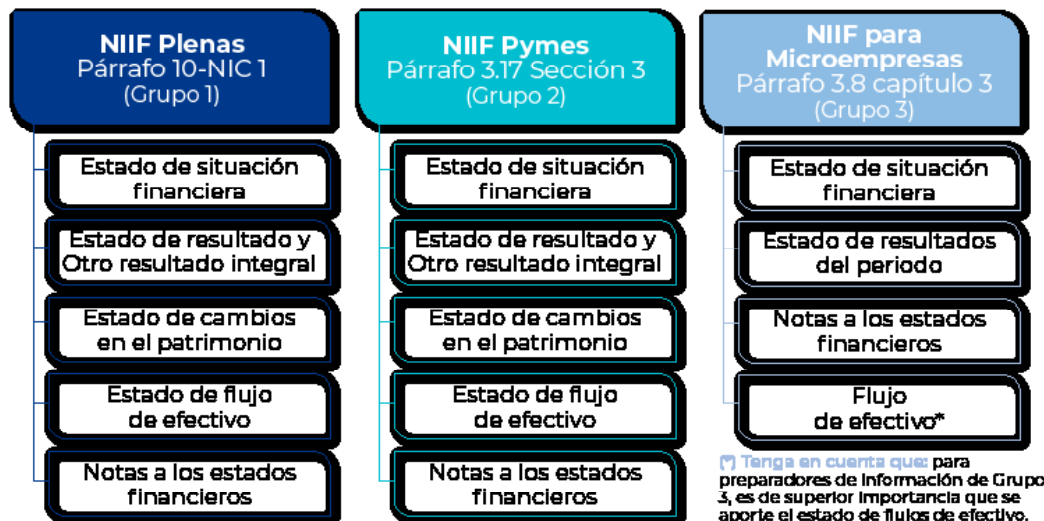 NIIF Plenas
Párrafo 10-NIC 1
(Grupo 1)
Estado de situación
financiera
Estado de resultado y
Otro resultado integral
Estado de cambios
en el patrimonio
Estado de flujo
de efectivo
Notas a los estados
financieros
NIIF Pymes
Párrafo 3.17 Sección 3
(Grupo 2)
Estado de situación
financiera
Estado de resultado y
Otro resultado integral
Estado de cambios
en el patrimonio
Estado de flujo
de efectivo
Notas a los estados
financieros
NIIF para
Microempresas
Párrafo 3.8 capítulo 3
(Grupo 3)
Estado de situación
financiera
Estado de resultados
del periodo
Notas a los estados
financieros
Flujo
de efectivo*
(*) Tenga en cuenta que: para
preparadores de información de Grupo
3, es de superior importancia que se
aporte el estado de flujos de efectivo.